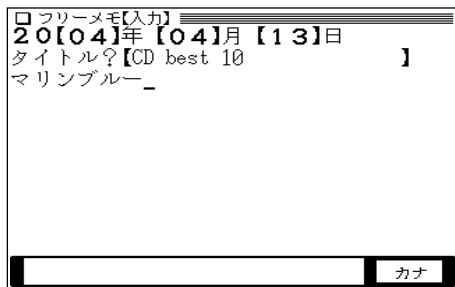 フリーメモ【入力】
２０【０４】年【０４】月【１３】日
タイトル？【CD best 10 】
マリンブルー_
カナ